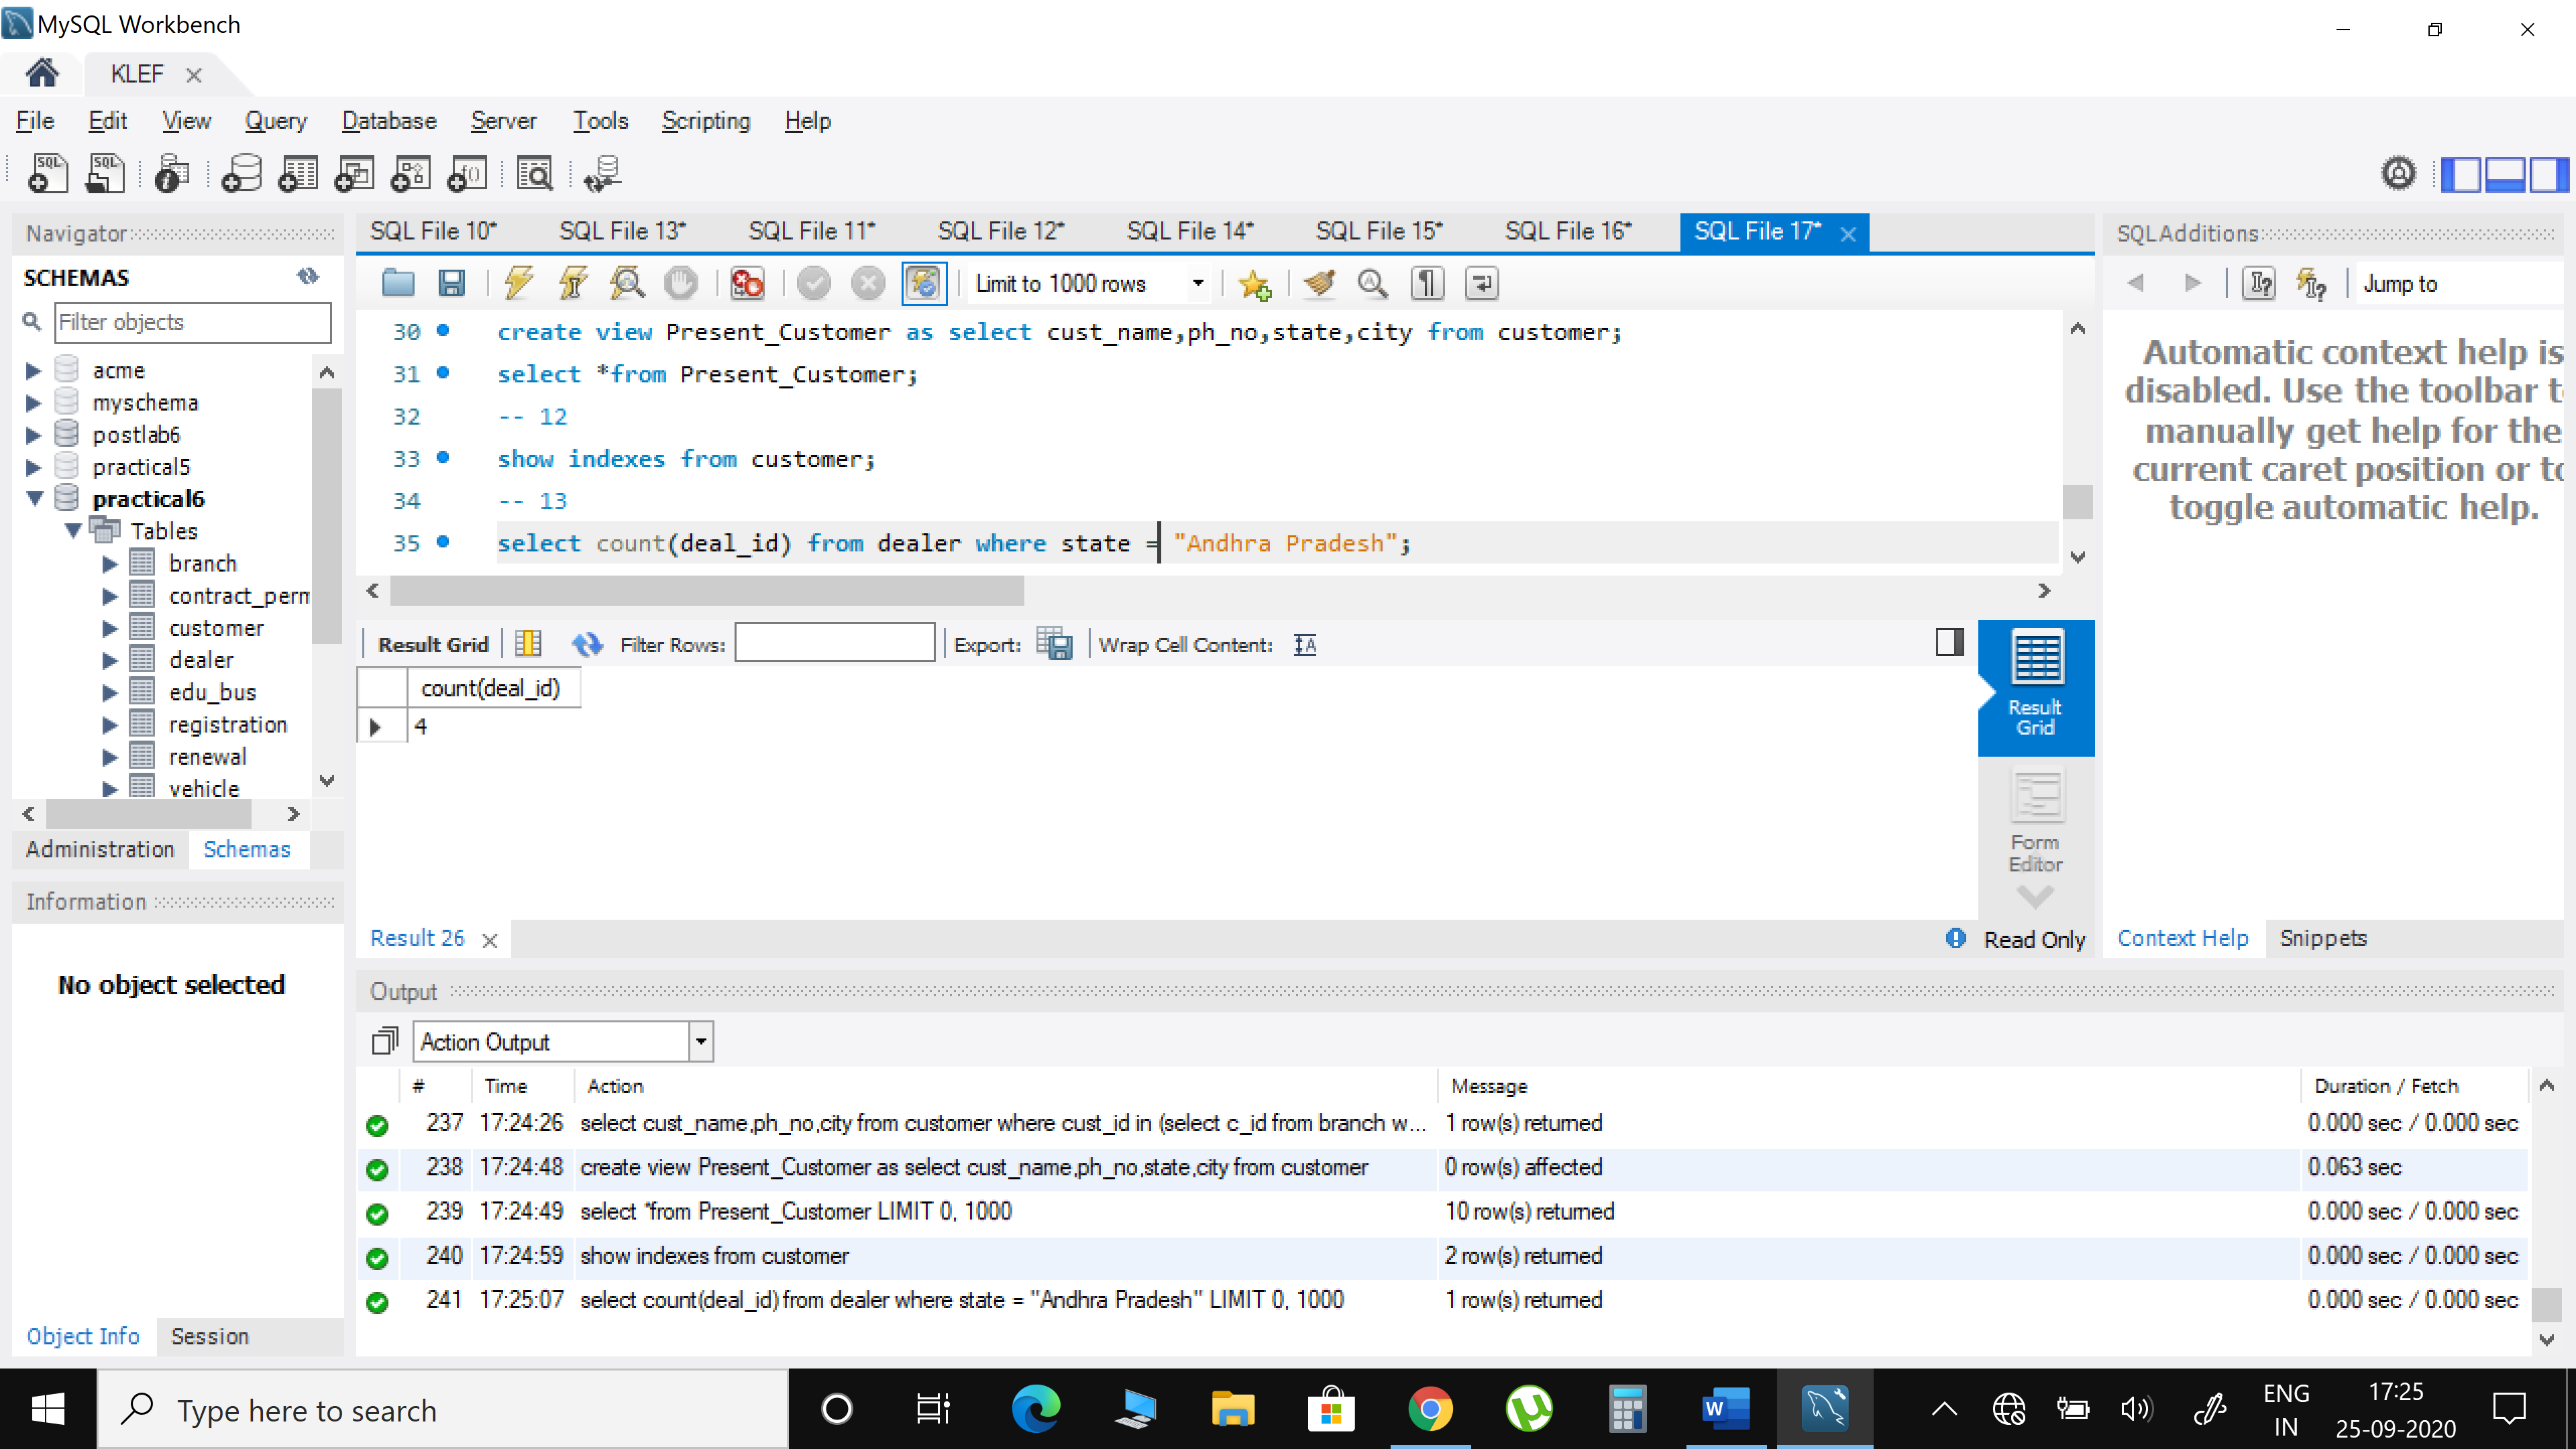 MySQL Workbench
KLEF
File Edit View Query Database Server Tools Scripting Help
Navigator
SCHEMAS
Filter objects
acme
myschema
postlab6
practical5
practical6
Tables
branch
contract_perm
customer
dealer
edu_bus
registration
renewal
vehicle
Administration Schemas
Information
No object selected
Object Info Session
SQL File 10* SQL File 13* SQL File 11* SQL File 12* SQL File 14* SQL File 15* SQL File 16* SQL File 17*
Limit to 1000 rows
30 create view Present_Customer as select cust_name,ph_no,state,city from customer;
31 select *from Present_Customer;
32 -- 12
33 show indexes from customer;
34 -- 13
35 select count(deal_id) from dealer where state = "Andhra Pradesh";
Result Grid Filter Rows: Export: Wrap Cell Content:
count(deal_id)
4
Result Grid
Form Editor
Result 26
Read Only
SQLAdditions
Jump to
Automatic context help is
disabled. Use the toolbar t
manually get help for the
current caret position or to
toggle automatic help.
Context Help Snippets
Output
Action Output
# Time Action Message Duration / Fetch
237 17:24:26 select cust_name,ph_no,city from customer where cust_id in (select c_id from branch w... 1 row(s) returned 0.000 sec / 0.000 sec
238 17:24:48 create view Present_Customer as select cust_name,ph_no,state,city from customer 0 row(s) affected 0.063 sec
239 17:24:49 select *from Present_Customer LIMIT 0, 1000 10 row(s) returned 0.000 sec / 0.000 sec
240 17:24:59 show indexes from customer 2 row(s) returned 0.000 sec / 0.000 sec
241 17:25:07 select count(deal_id) from dealer where state = "Andhra Pradesh" LIMIT 0, 1000 1 row(s) returned 0.000 sec / 0.000 sec
Type here to search
ENG
IN
17:25
25-09-2020